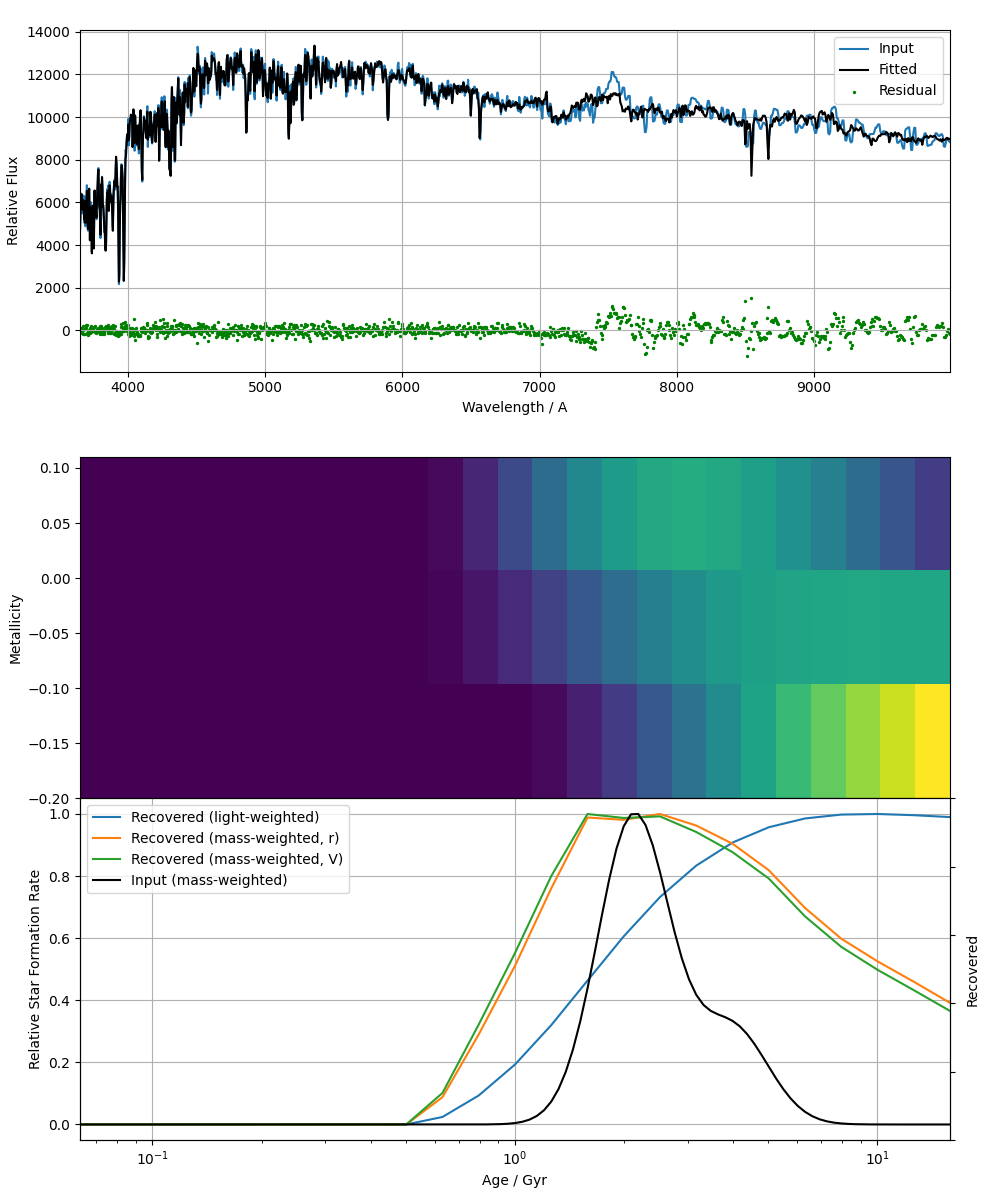 14000
12000
10000
8000
6000
4000
2000
0
Relative Flux
Input
Fitted
Residual
4000 5000 6000 7000 8000 9000
Wavelength / A
0.10
0.05
0.00
−0.05
−0.10
−0.15
−0.20
Metallicity
Recovered (light-weighted)
Recovered (mass-weighted, r)
Recovered (mass-weighted, V)
Input (mass-weighted)
1.0
0.8
0.6
0.4
0.2
0.0
Relative Star Formation Rate
Recovered
10⁻¹ 10⁰ 10¹
Age / Gyr